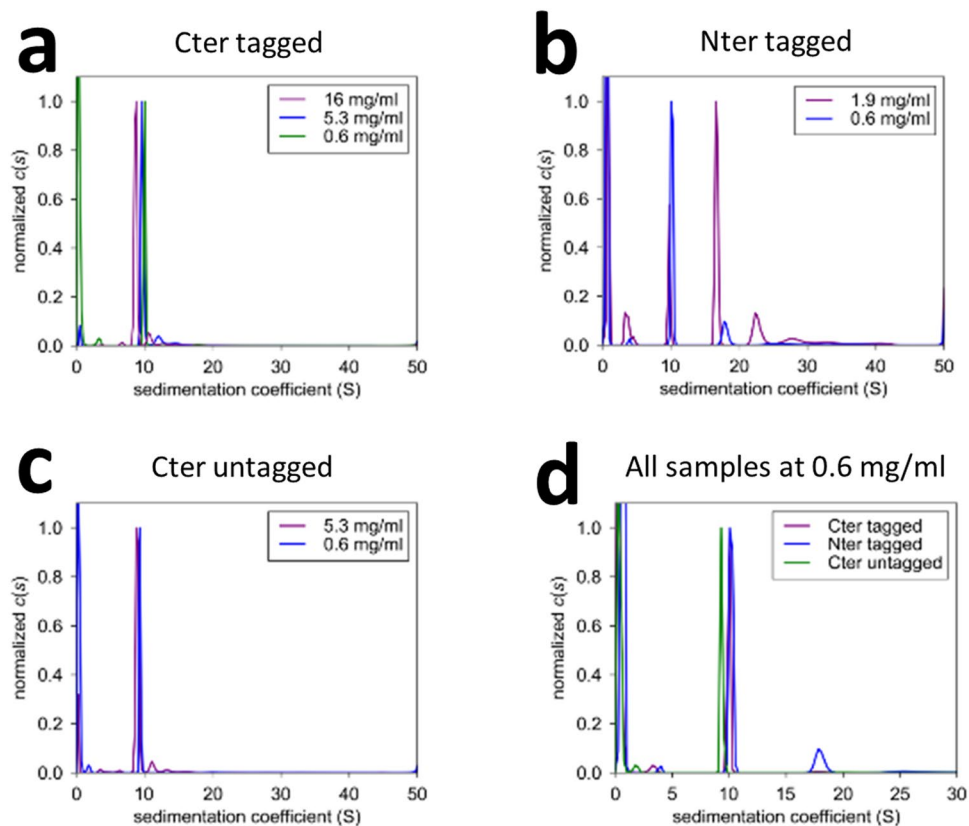 a
Cter tagged
normalized c(s)
1.0
0.8
0.6
0.4
0.2
0.0
16 mg/ml
5.3 mg/ml
0.6 mg/ml
0 10 20 30 40 50
sedimentation coefficient (S)
b
Nter tagged
normalized c(s)
1.0
0.8
0.6
0.4
0.2
0.0
1.9 mg/ml
0.6 mg/ml
0 10 20 30 40 50
sedimentation coefficient (S)
c
Cter untagged
normalized c(s)
1.0
0.8
0.6
0.4
0.2
0.0
5.3 mg/ml
0.6 mg/ml
0 10 20 30 40 50
sedimentation coefficient (S)
d
All samples at 0.6 mg/ml
normalized c(s)
1.0
0.8
0.6
0.4
0.2
0.0
Cter tagged
Nter tagged
Cter untagged
0 5 10 15 20 25 30
sedimentation coefficient (S)